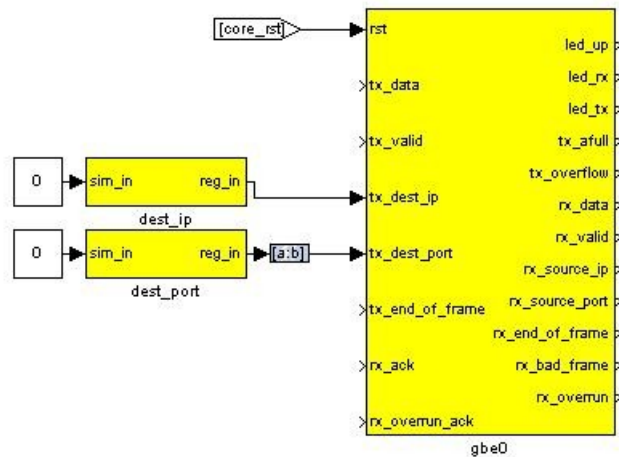 [core_rst]
rst
led_up
led_rx
tx_data
led_tx
tx_valid
tx_afull
tx_overflow
0
sim_in reg_in
tx_dest_ip
rx_data
dest_ip
rx_valid
0
sim_in reg_in
[a:b]
tx_dest_port
rx_source_ip
dest_port
rx_source_port
tx_end_of_frame
rx_end_of_frame
rx_ack
rx_bad_frame
rx_overrun
rx_overrun_ack
gbe0